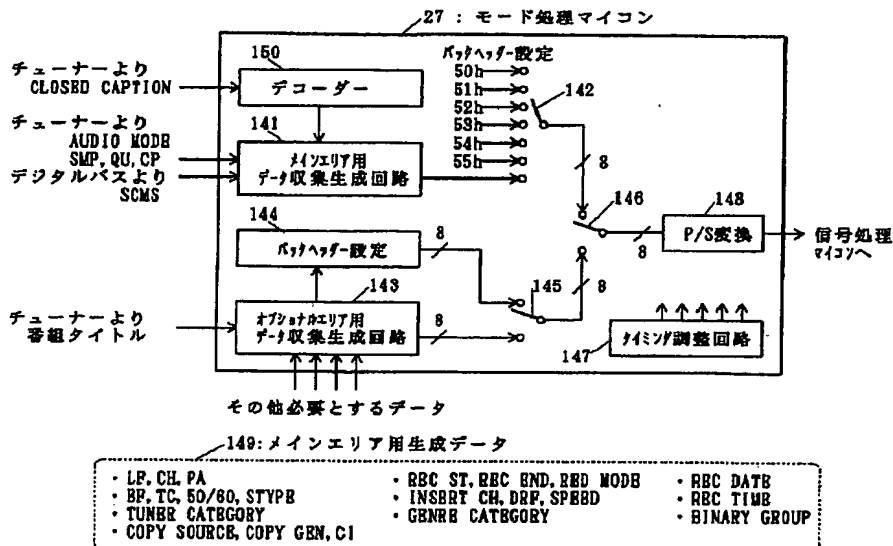 27：モード処理マイコン
チューナーより
CLOSED CAPTION
150
デコーダー
パックヘッダー設定
50h
51h
52h
53h
54h
55h
142
チューナーより
AUDIO MODE
SMP, QU, CP
デジタルバスより
SCMS
141
メインエリア用
データ収集生成回路
8
144
パックヘッダー設定
8
146
8
148
P/S変換
信号処理
マイコンへ
チューナーより
番組タイトル
143
オプショナルエリア用
データ収集生成回路
8
145
8
147
タイミング調整回路
その他必要とするデータ
149:メインエリア用生成データ
・LF, CH, PA
・BF, TC, 50/60, STYPE
・TUNER CATEGORY
・COPY SOURCE, COPY GEN, CI
・REC ST, REC END, RED MODE
・INSERT CH, DRF, SPEED
・GENRE CATEGORY
・REC DATE
・REC TIME
・BINARY GROUP